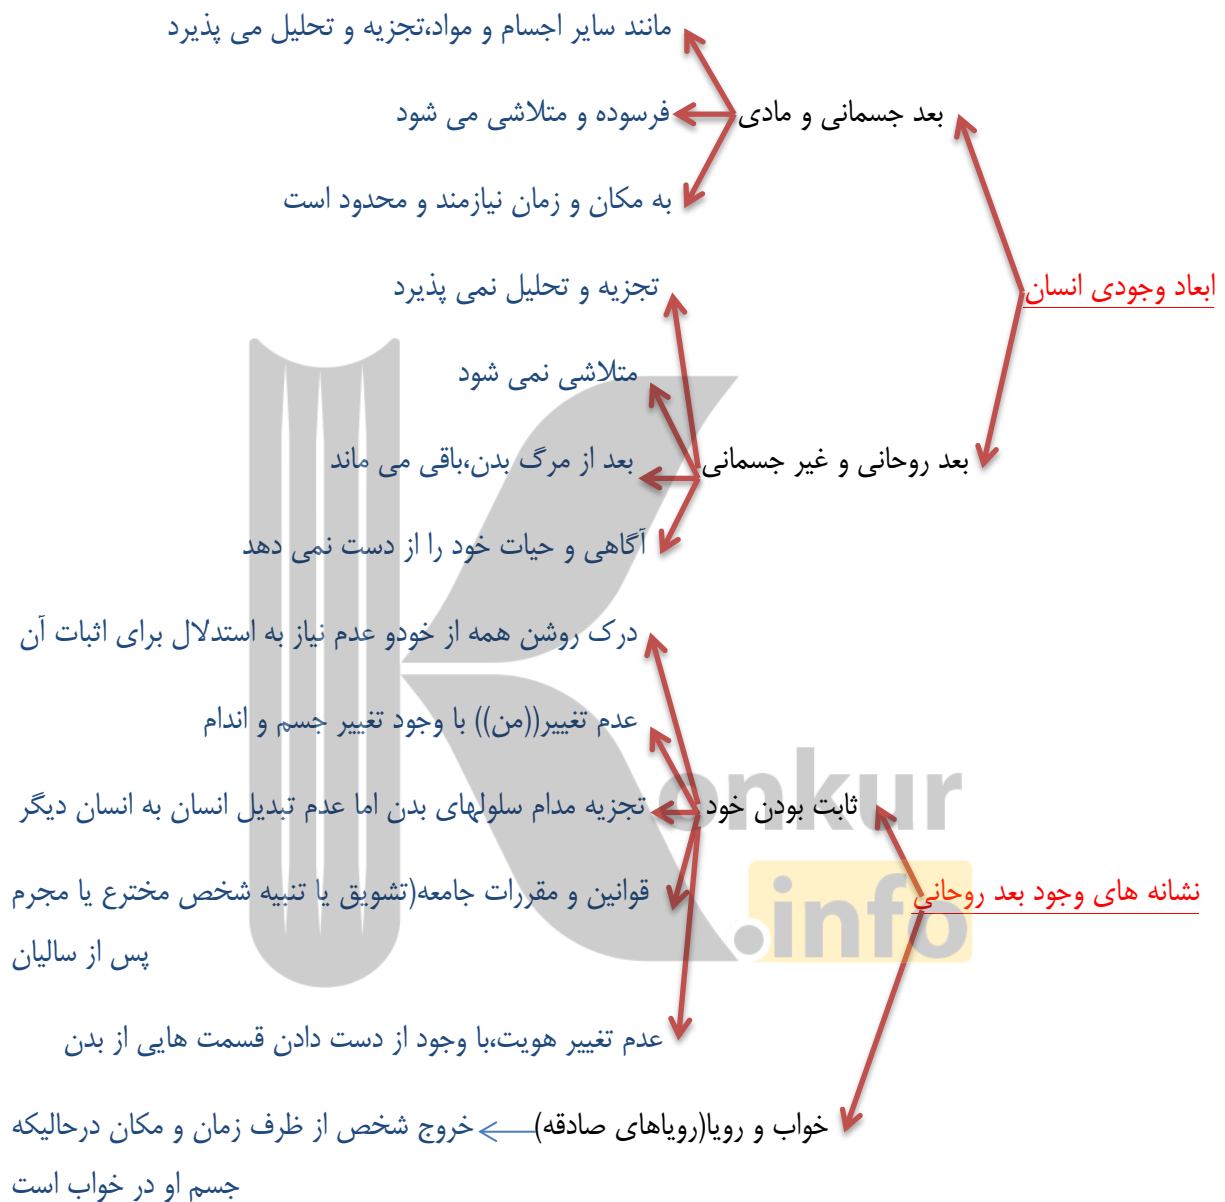 مانند سایر اجسام و مواد،تجزیه و تحلیل می پذیرد
بعد جسمانی و مادی
فرسوده و متلاشی می شود
به مکان و زمان نیازمند و محدود است
ابعاد وجودی انسان
تجزیه و تحلیل نمی پذیرد
متلاشی نمی شود
بعد روحانی و غیر جسمانی
بعد از مرگ بدن،باقی می ماند
آگاهی و حیات خود را از دست نمی دهد
درک روشن همه از خودو عدم نیاز به استدلال برای اثبات آن
عدم تغییر((من)) با وجود تغییر جسم و اندام
ثابت بودن خود
تجزیه مدام سلولهای بدن اما عدم تبدیل انسان به انسان دیگر
نشانه های وجود بعد روحانی
قوانین و مقررات جامعه(تشویق یا تنبیه شخص مخترع یا مجرم
پس از سالیان
عدم تغییر هویت،با وجود از دست دادن قسمت هایی از بدن
خواب و رویا(رویاهای صادقه)
خروج شخص از ظرف زمان و مکان درحالیکه
جسم او در خواب است
Konkur
.info